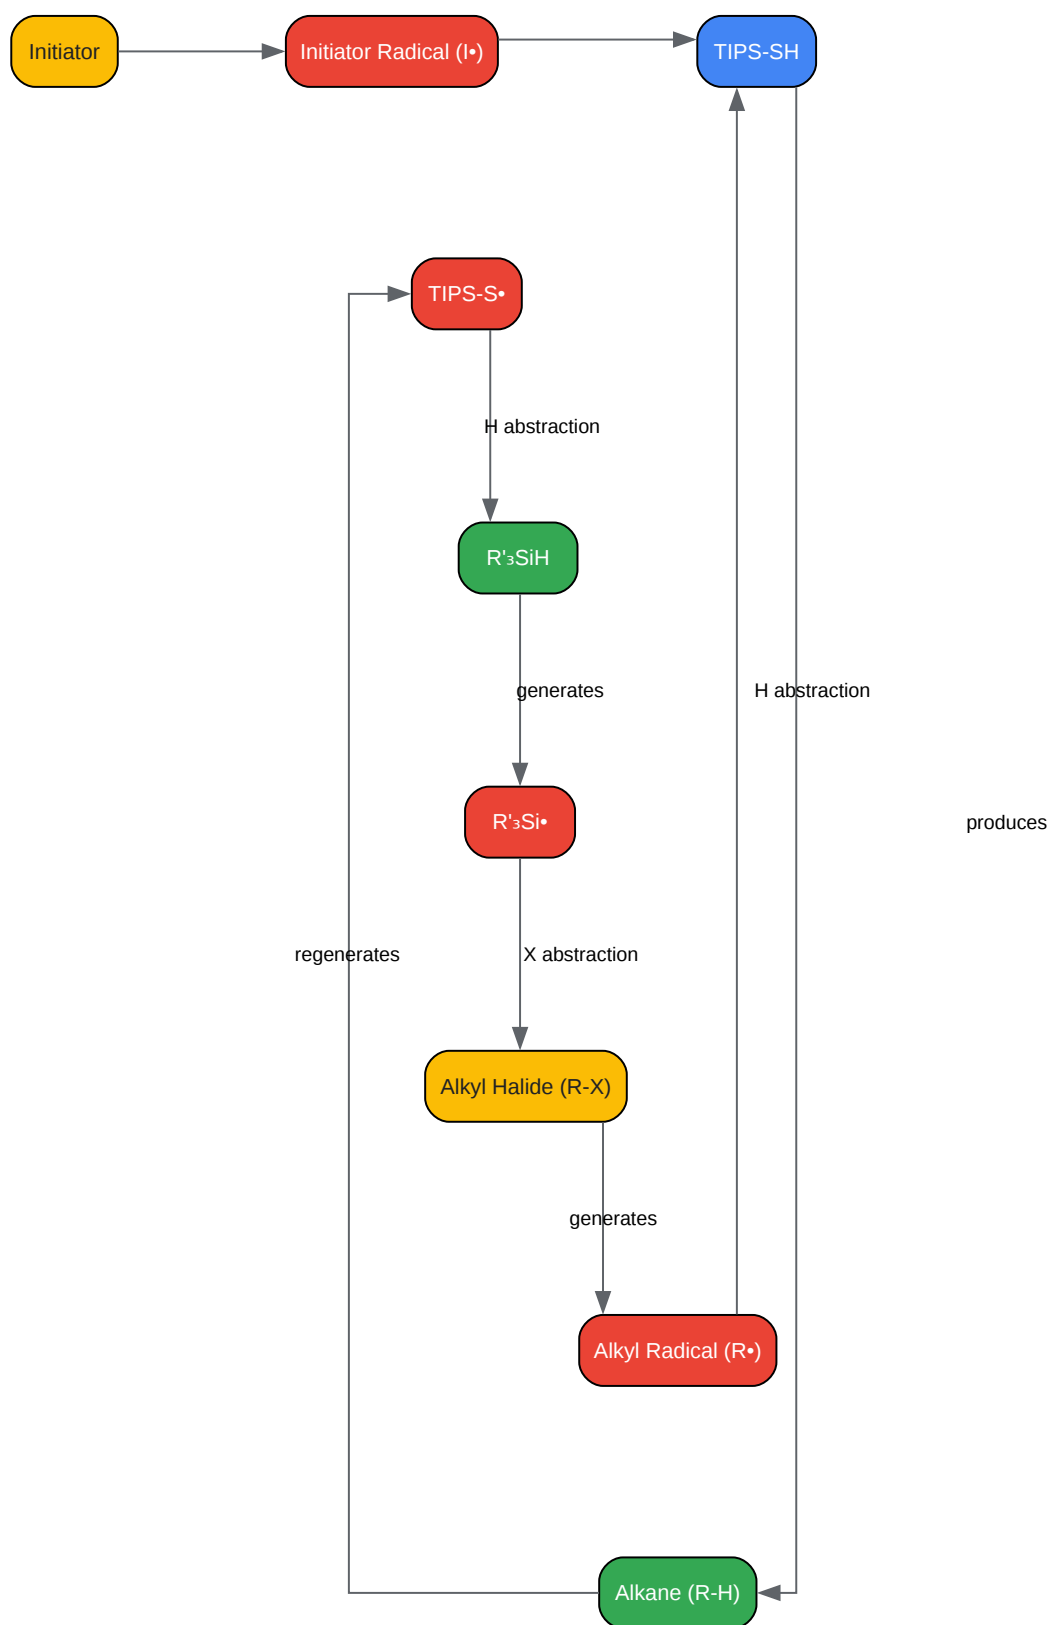 Initiator
Initiator Radical (I•)
TIPS-SH
TIPS-S•
H abstraction
R'₃SiH
generates
H abstraction
R'₃Si•
produces
regenerates
X abstraction
Alkyl Halide (R-X)
generates
Alkyl Radical (R•)
Alkane (R-H)